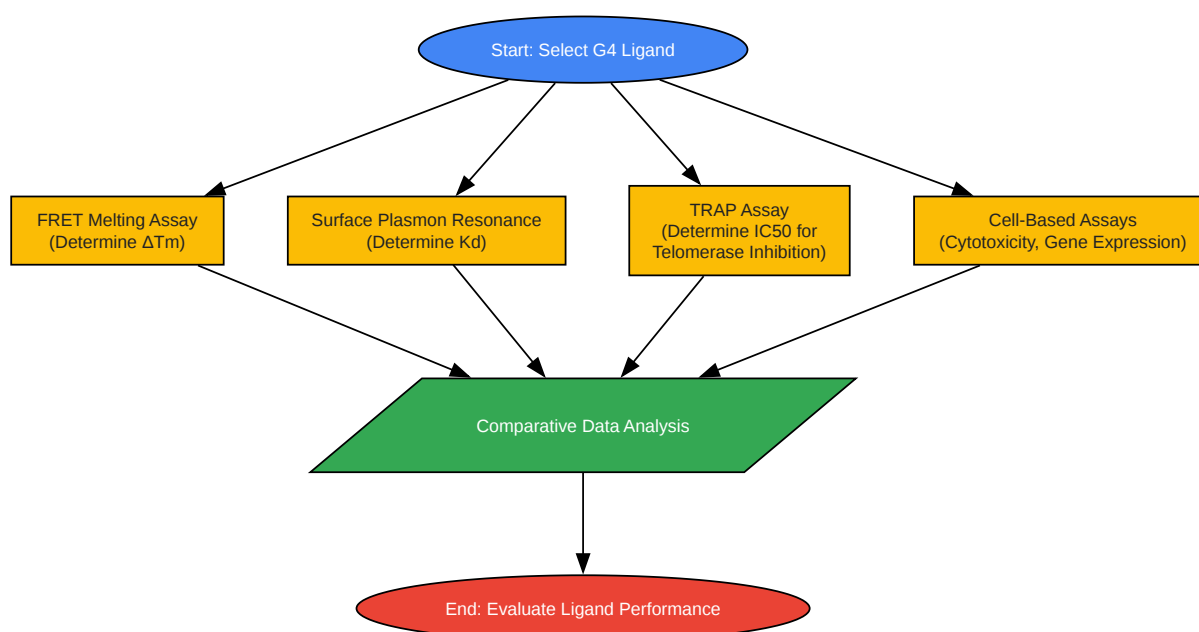 Start: Select G4 Ligand
FRET Melting Assay
(Determine ΔTm)
Surface Plasmon Resonance
(Determine Kd)
TRAP Assay
(Determine IC50 for
Telomerase Inhibition)
Cell-Based Assays
(Cytotoxicity, Gene Expression)
Comparative Data Analysis
End: Evaluate Ligand Performance